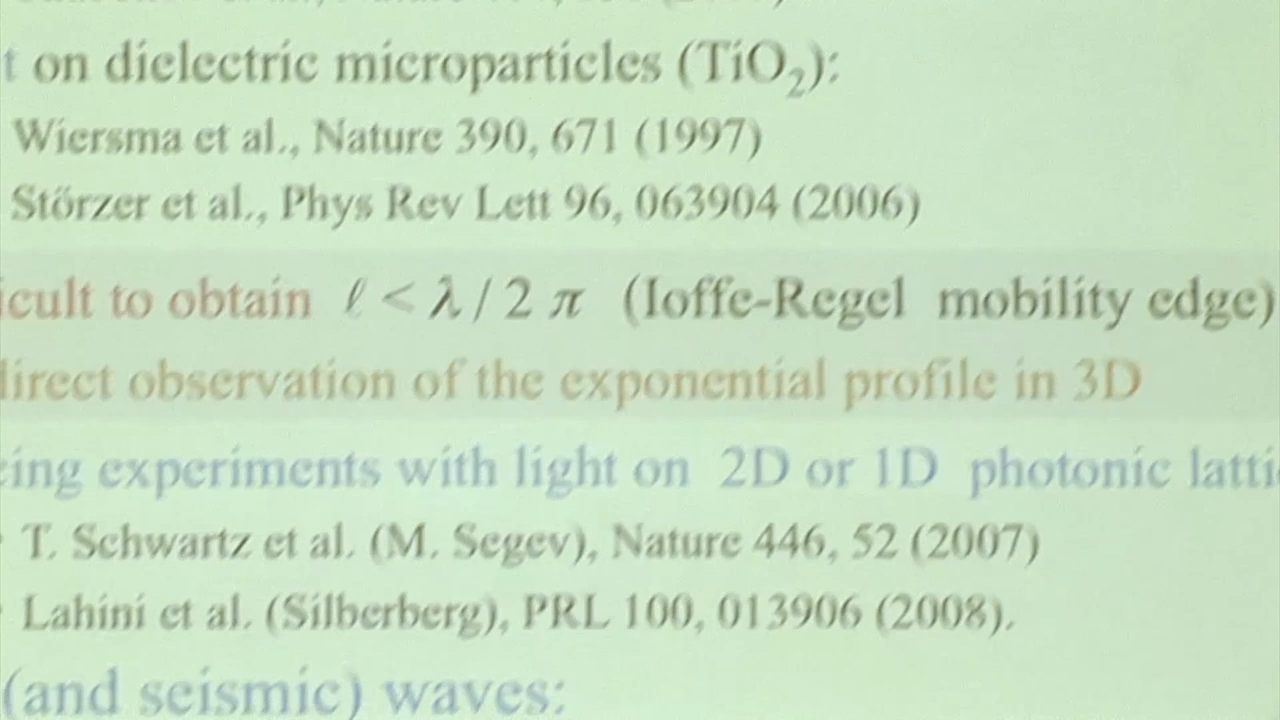 t on dielectric microparticles (TiO₂):
Wiersma et al., Nature 390, 671 (1997)
Störzer et al., Phys Rev Lett 96, 063904 (2006)
icult to obtain ℓ < λ / 2 π (Ioffe-Regel mobility edge)
direct observation of the exponential profile in 3D
cing experiments with light on 2D or 1D photonic latti
T. Schwartz et al. (M. Segev), Nature 446, 52 (2007)
Lahini et al. (Silberberg), PRL 100, 013906 (2008).
(and seismic) waves: